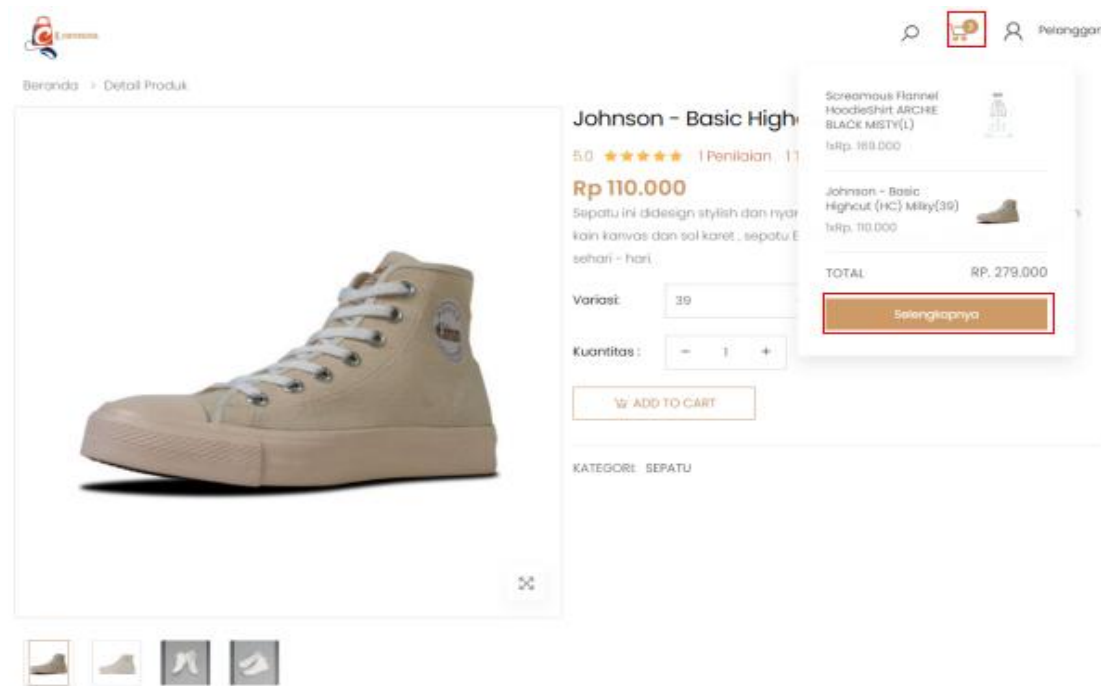 Pelanggan
Beranda > Detail Produk
Johnson - Basic High
5.0 1 Penilaian 1 T
Rp 110.000
Sepatu ini didesign stylish dan nyar
kain kanvas dan sol karet , sepatu B
sehari - hari
Variasi: 39
Kuantitas : - 1 +
ADD TO CART
KATEGORI: SEPATU
Screamous Flannel
HoodieShirt ARCHIE
BLACK MISTY(L)
1xRp. 169.000
Johnson - Basic
Highcut (HC) Milky(39)
1xRp. 110.000
TOTAL RP. 279.000
Selengkapnya